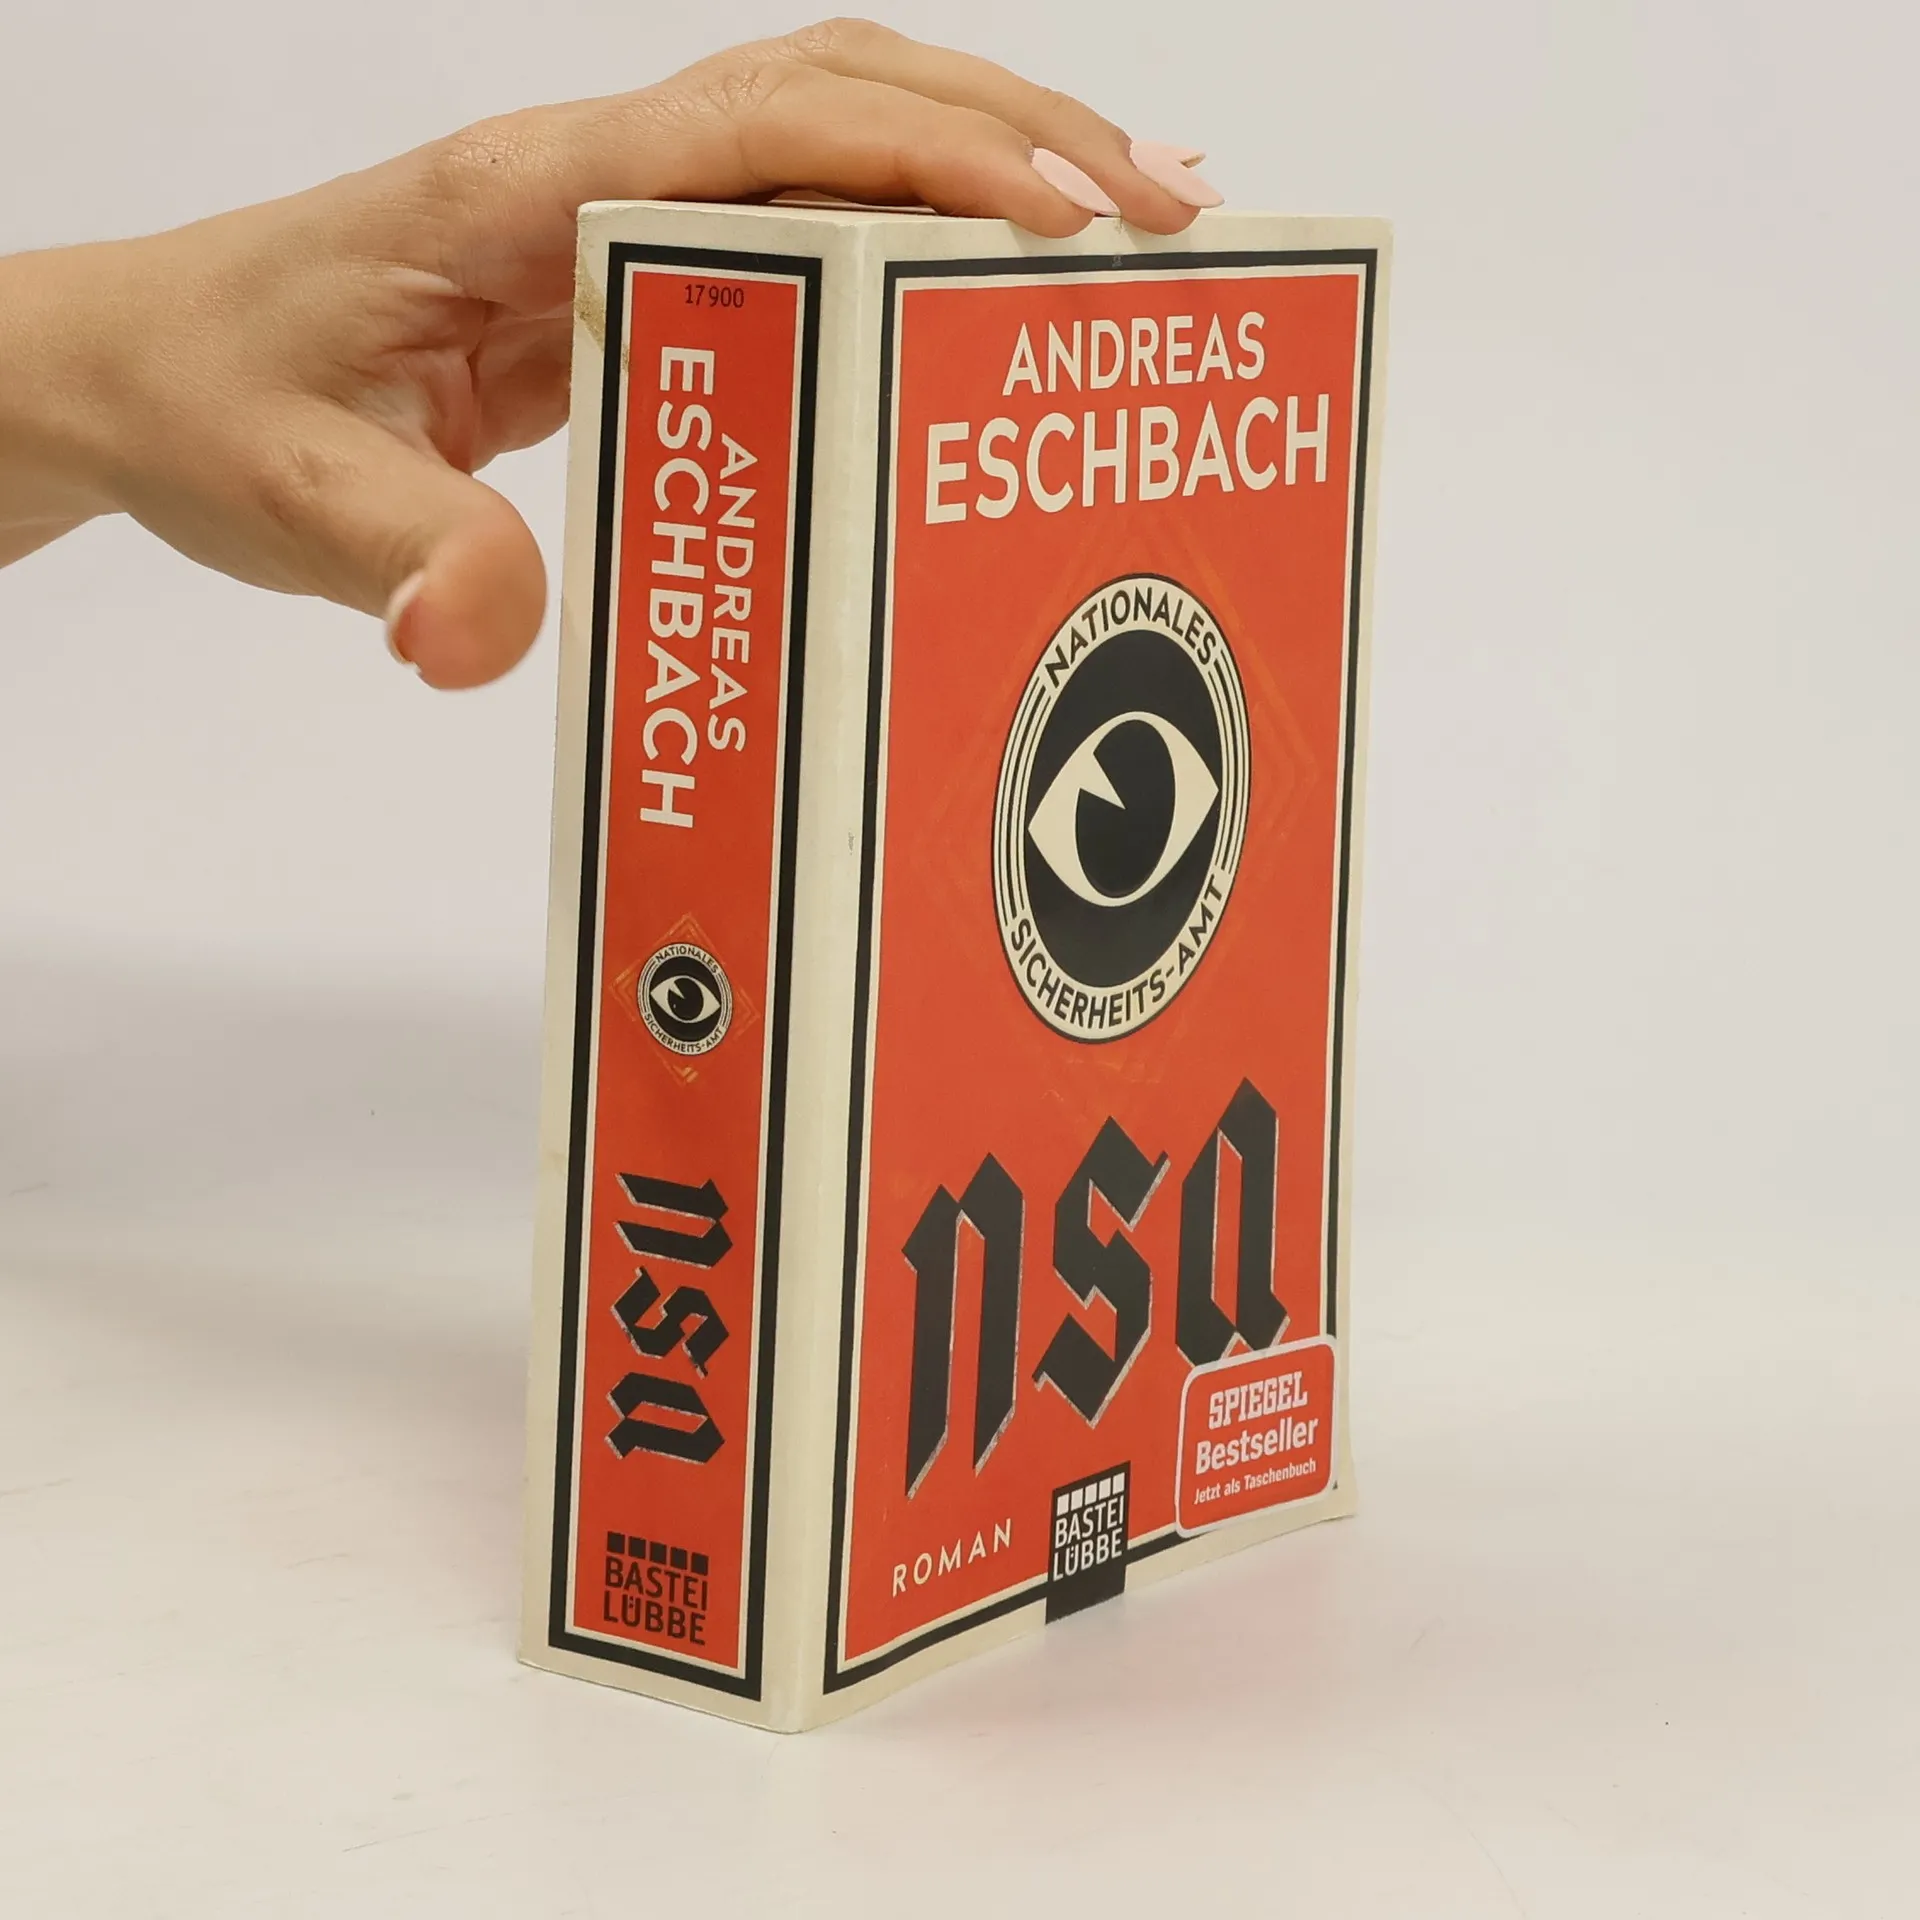 17900
ANDREAS
ESCHBACH
NATIONALES
SICHERHEITS-AMT
nsa
BASTEI
LÜBBE
ANDREAS
ESCHBACH
NATIONALES
SICHERHEITS-AMT
nsa
SPIEGEL
Bestseller
Jetzt als Taschenbuch
ROMAN
BASTEI
LÜBBE